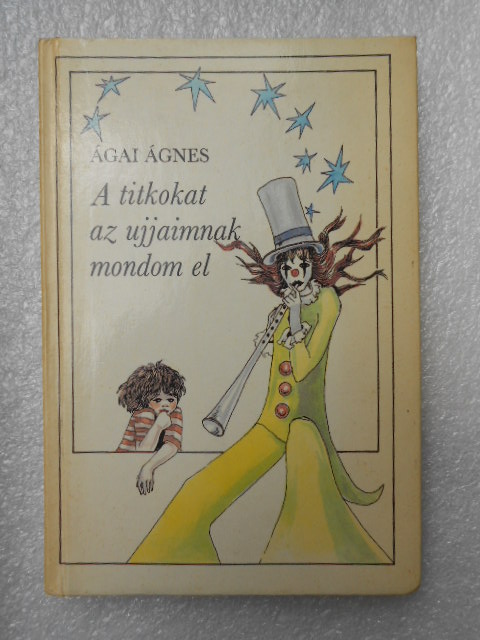 ÁGAI ÁGNES
A titkokat
az ujjaimnak
mondom el